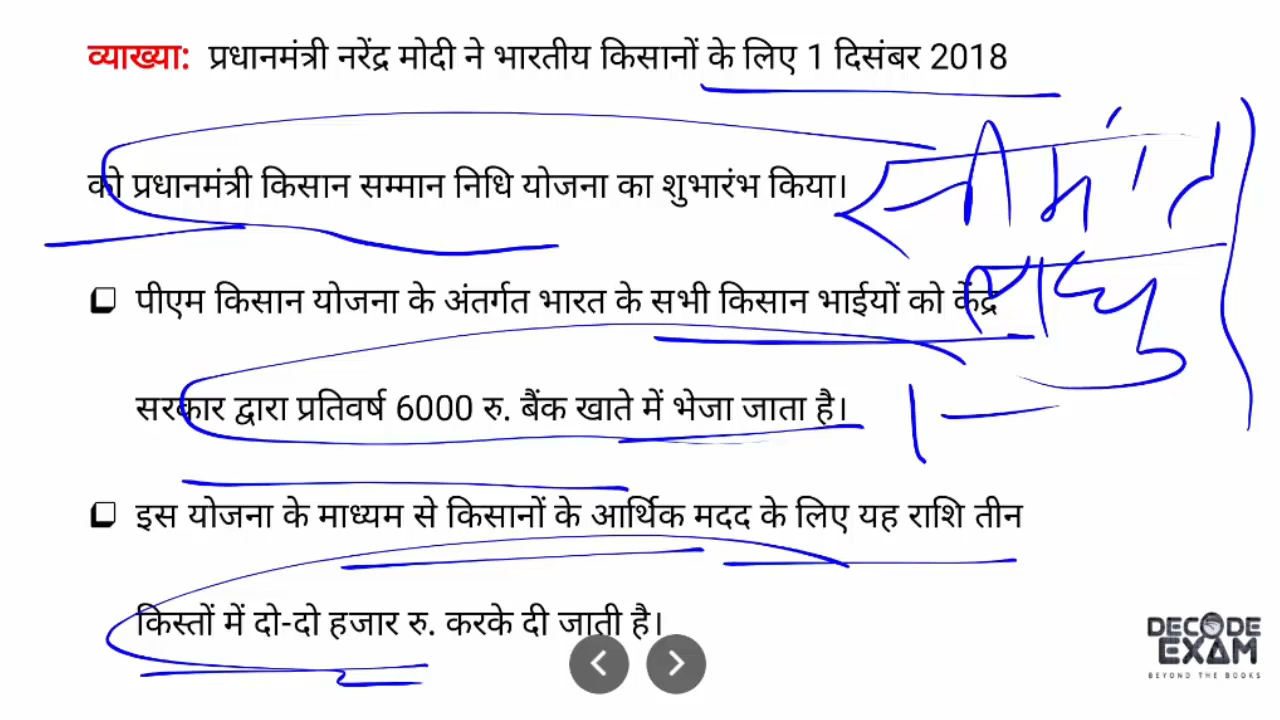 व्याख्या: प्रधानमंत्री नरेंद्र मोदी ने भारतीय किसानों के लिए 1 दिसंबर 2018
को प्रधानमंत्री किसान सम्मान निधि योजना का शुभारंभ किया।
सीमांत
लघु
❑ पीएम किसान योजना के अंतर्गत भारत के सभी किसान भाईयों को केंद्र
सरकार द्वारा प्रतिवर्ष 6000 रु. बैंक खाते में भेजा जाता है।
❑ इस योजना के माध्यम से किसानों के आर्थिक मदद के लिए यह राशि तीन
किस्तों में दो-दो हजार रु. करके दी जाती है।
DECODE
EXAM
BEYOND THE BOOKS